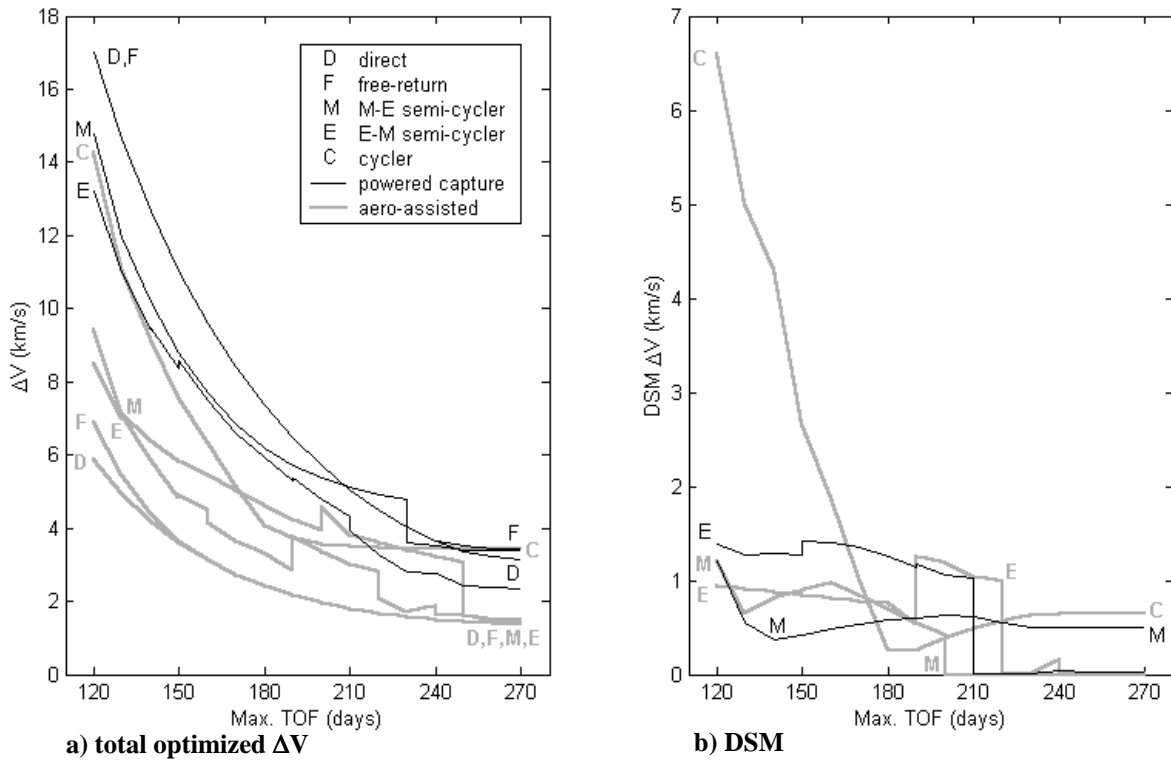 18
16
14
12
10
8
6
4
2
0
ΔV (km/s)
D,F
M
C
E
M
E
F
D
F
C
D
D,F,M,E
D direct
F free-return
M M-E semi-cycler
E E-M semi-cycler
C cycler
powered capture
aero-assisted
120 150 180 210 240 270
Max. TOF (days)
a) total optimized ΔV
7
6
5
4
3
2
1
0
DSM ΔV (km/s)
C
E
M
E
M
E
M
C
M
120 150 180 210 240 270
Max. TOF (days)
b) DSM